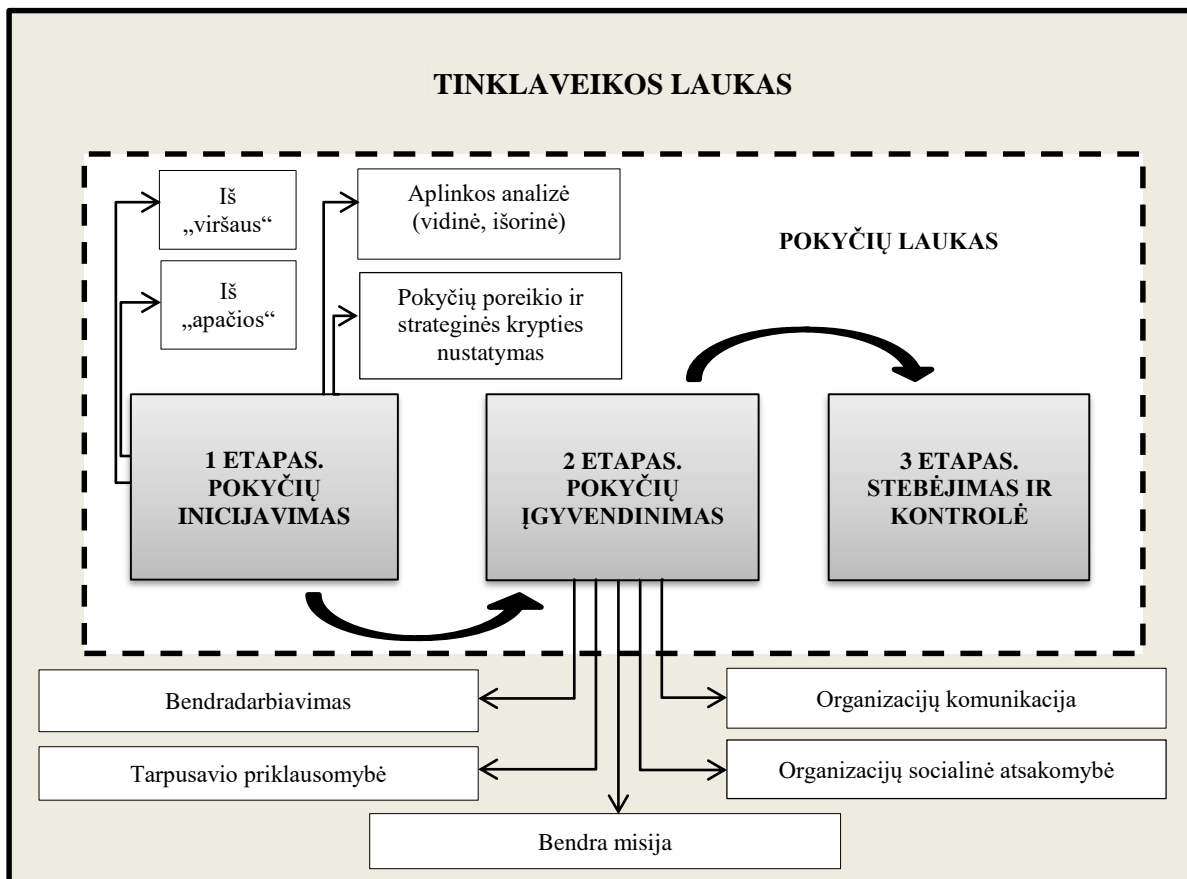 TINKLAVEIKOS LAUKAS
Iš
„viršaus“
Aplinkos analizė
(vidinė, išorinė)
POKYČIŲ LAUKAS
Iš
„apačios“
Pokyčių poreikio ir
strateginės krypties
nustatymas
1 ETAPAS.
POKYČIŲ
INICIJAVIMAS
2 ETAPAS.
POKYČIŲ
ĮGYVENDINIMAS
3 ETAPAS.
STEBĖJIMAS IR
KONTROLĖ
Bendradarbiavimas
Organizacijų komunikacija
Tarpusavio priklausomybė
Organizacijų socialinė atsakomybė
Bendra misija